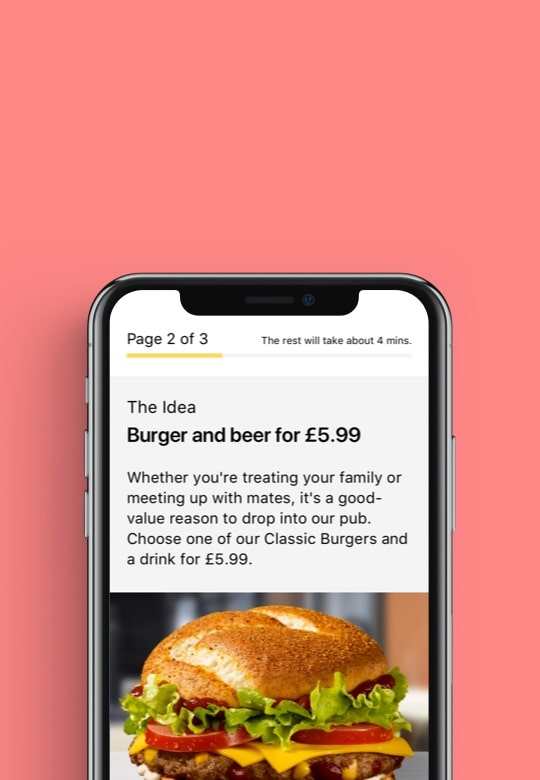 Page 2 of 3
The rest will take about 4 mins.
The Idea
Burger and beer for £5.99
Whether you're treating your family or
meeting up with mates, it's a good-
value reason to drop into our pub.
Choose one of our Classic Burgers and
a drink for £5.99.